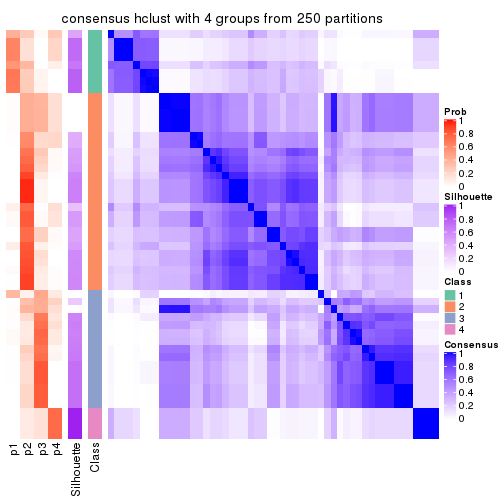 consensus hclust with 4 groups from 250 partitions
Prob
1
0.8
0.6
0.4
0.2
0
Silhouette
1
0.8
0.6
0.4
0.2
0
Class
1
2
3
4
Consensus
1
0.8
0.6
0.4
0.2
0
p1
p2
p3
p4
Silhouette
Class